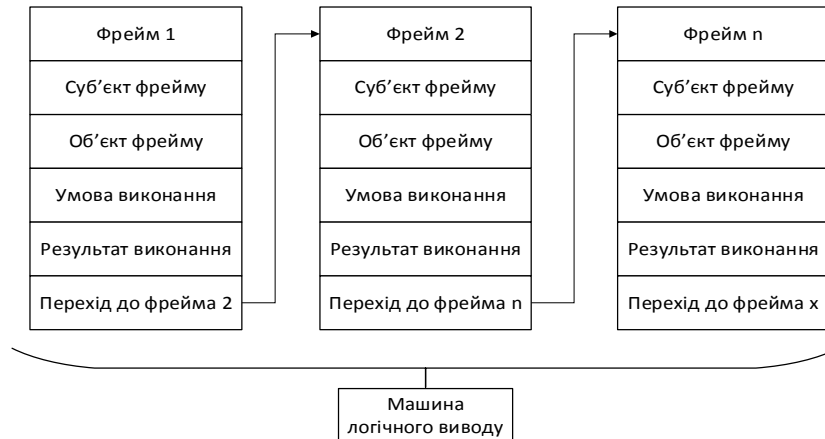 Фрейм 1
Суб’єкт фрейму
Об’єкт фрейму
Умова виконання
Результат виконання
Перехід до фрейма 2
Фрейм 2
Суб’єкт фрейму
Об’єкт фрейму
Умова виконання
Результат виконання
Перехід до фрейма n
Фрейм n
Суб’єкт фрейму
Об’єкт фрейму
Умова виконання
Результат виконання
Перехід до фрейма x
Машина
логічного виводу